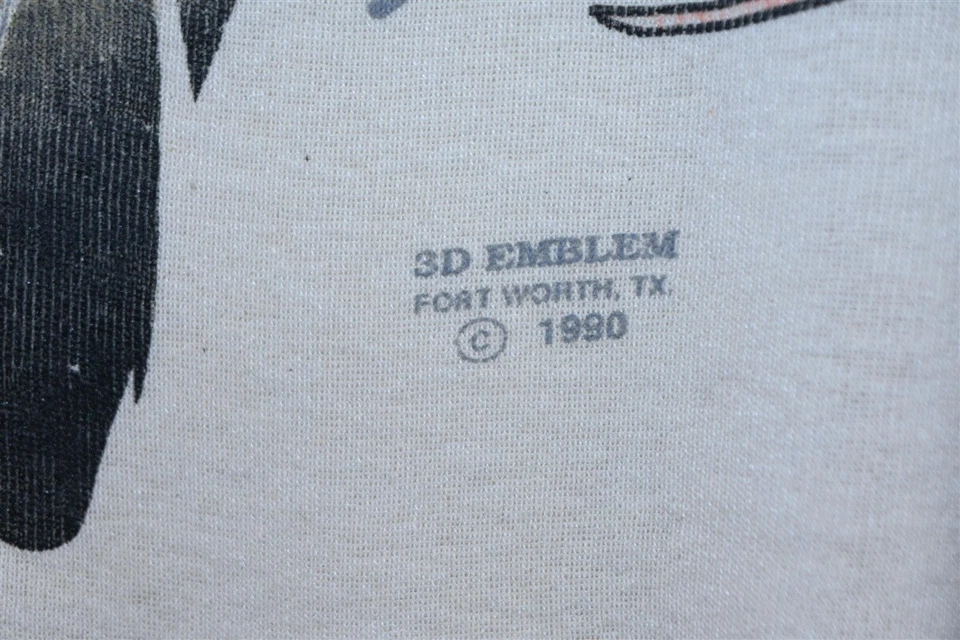 3D EMBLEM
FORT WORTH, TX.
© 1990